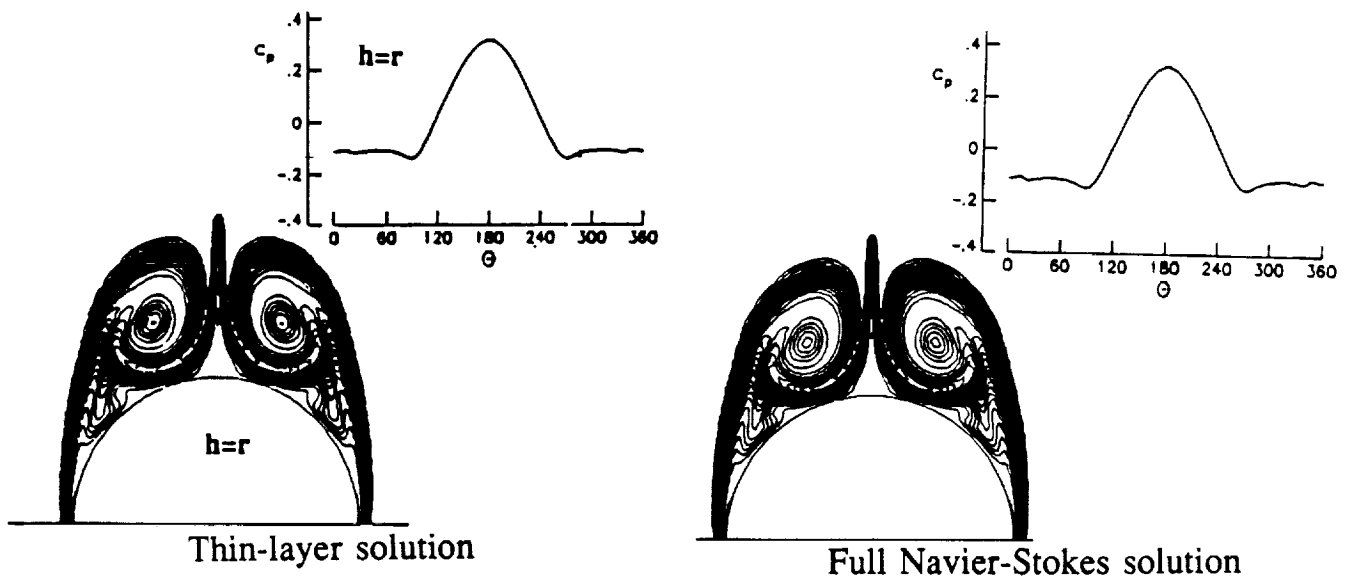 .4
C_p
h=r
.2
0
-.2
-.4
0 60 120 180 240 300 360
Θ
h=r
Thin-layer solution
.4
C_p
.2
0
-.2
-.4
0 60 120 180 240 300 360
Θ
Full Navier-Stokes solution